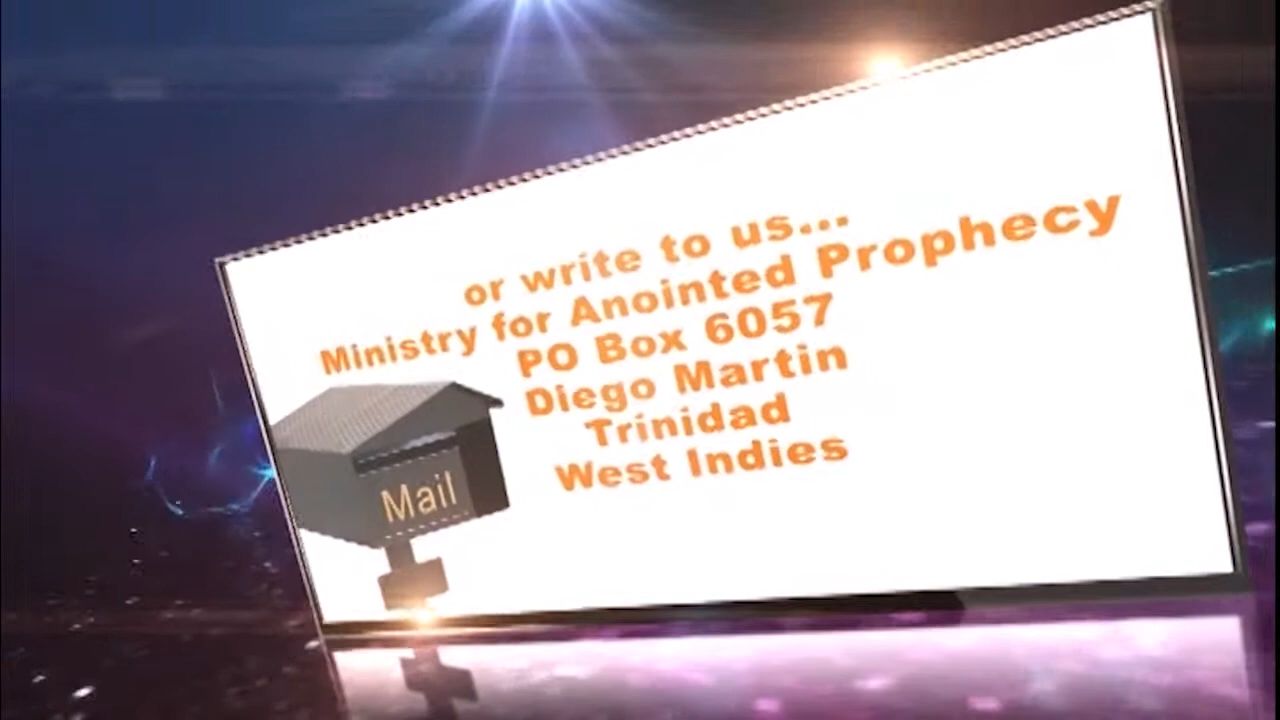 or write to us...
Ministry for Anointed Prophecy
PO Box 6057
Diego Martin
Trinidad
West Indies
Mail